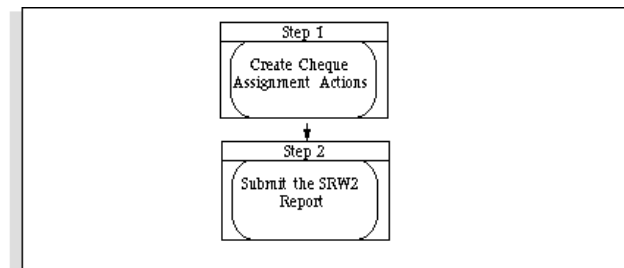 Step 1
Create Cheque
Assignment Actions
Step 2
Submit the SRW2
Report